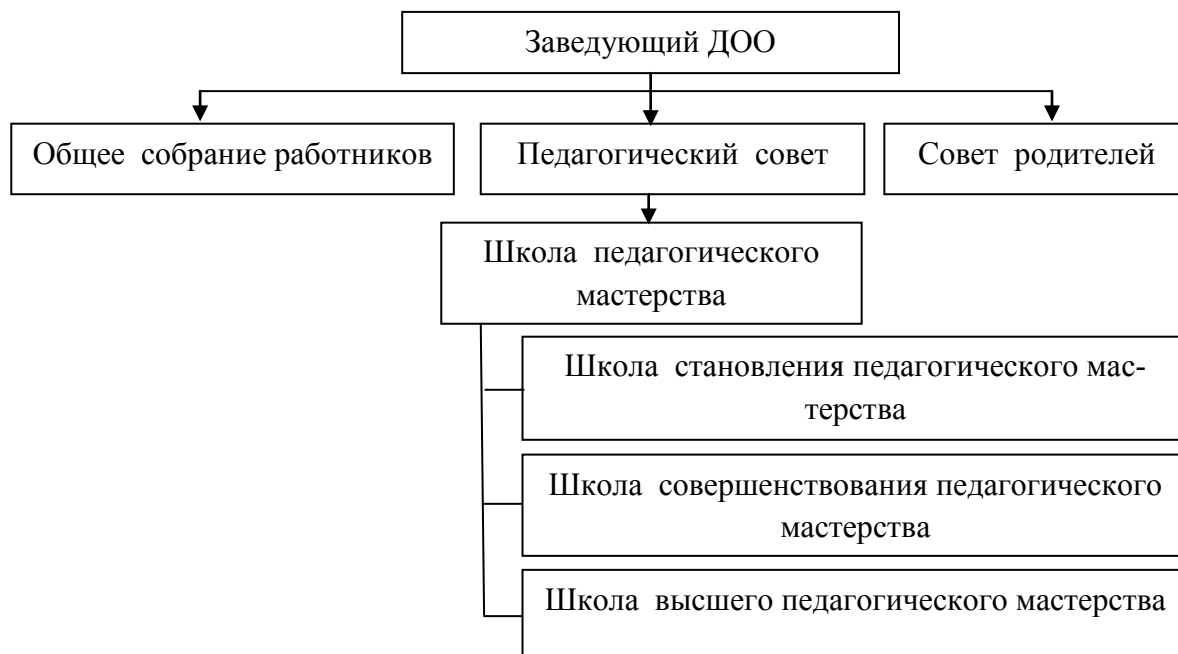 Заведующий ДОО
Общее собрание работников
Педагогический совет
Совет родителей
Школа педагогического
мастерства
Школа становления педагогического мас-
терства
Школа совершенствования педагогического
мастерства
Школа высшего педагогического мастерства